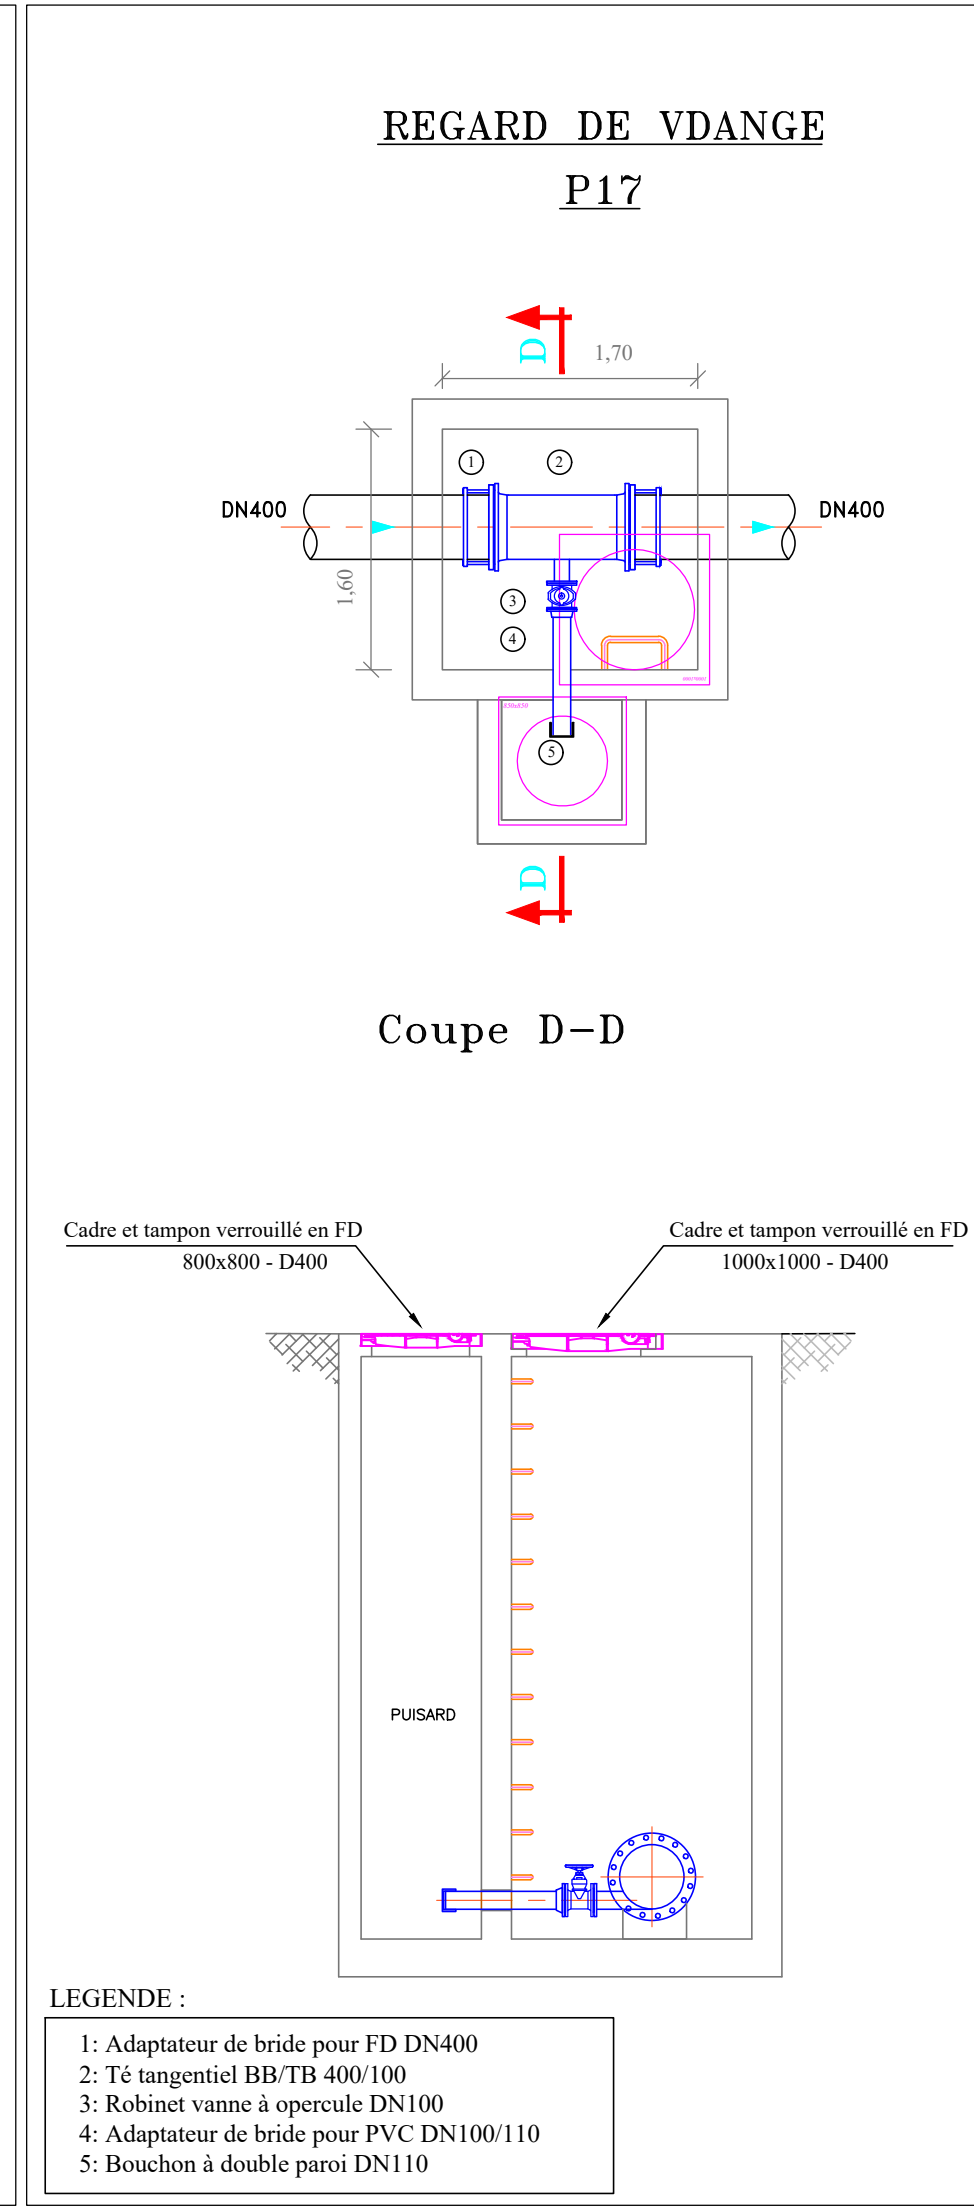 REGARD DE VDANGE
P17
D
1,70
1
2
DN400
DN400
1,60
3
4
850x850
5
D
Coupe D-D
Cadre et tampon verrouillé en FD
800x800 - D400
Cadre et tampon verrouillé en FD
1000x1000 - D400
PUISARD
LEGENDE :
1: Adaptateur de bride pour FD DN400
2: Té tangentiel BB/TB 400/100
3: Robinet vanne à opercule DN100
4: Adaptateur de bride pour PVC DN100/110
5: Bouchon à double paroi DN110